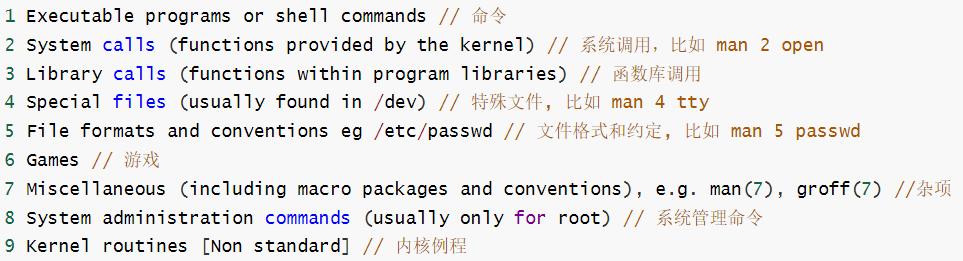 1 Executable programs or shell commands // 命令
2 System calls (functions provided by the kernel) // 系统调用，比如 man 2 open
3 Library calls (functions within program libraries) // 函数库调用
4 Special files (usually found in /dev) // 特殊文件, 比如 man 4 tty
5 File formats and conventions eg /etc/passwd // 文件格式和约定, 比如 man 5 passwd
6 Games // 游戏
7 Miscellaneous (including macro packages and conventions), e.g. man(7), groff(7) //杂项
8 System administration commands (usually only for root) // 系统管理命令
9 Kernel routines [Non standard] // 内核例程